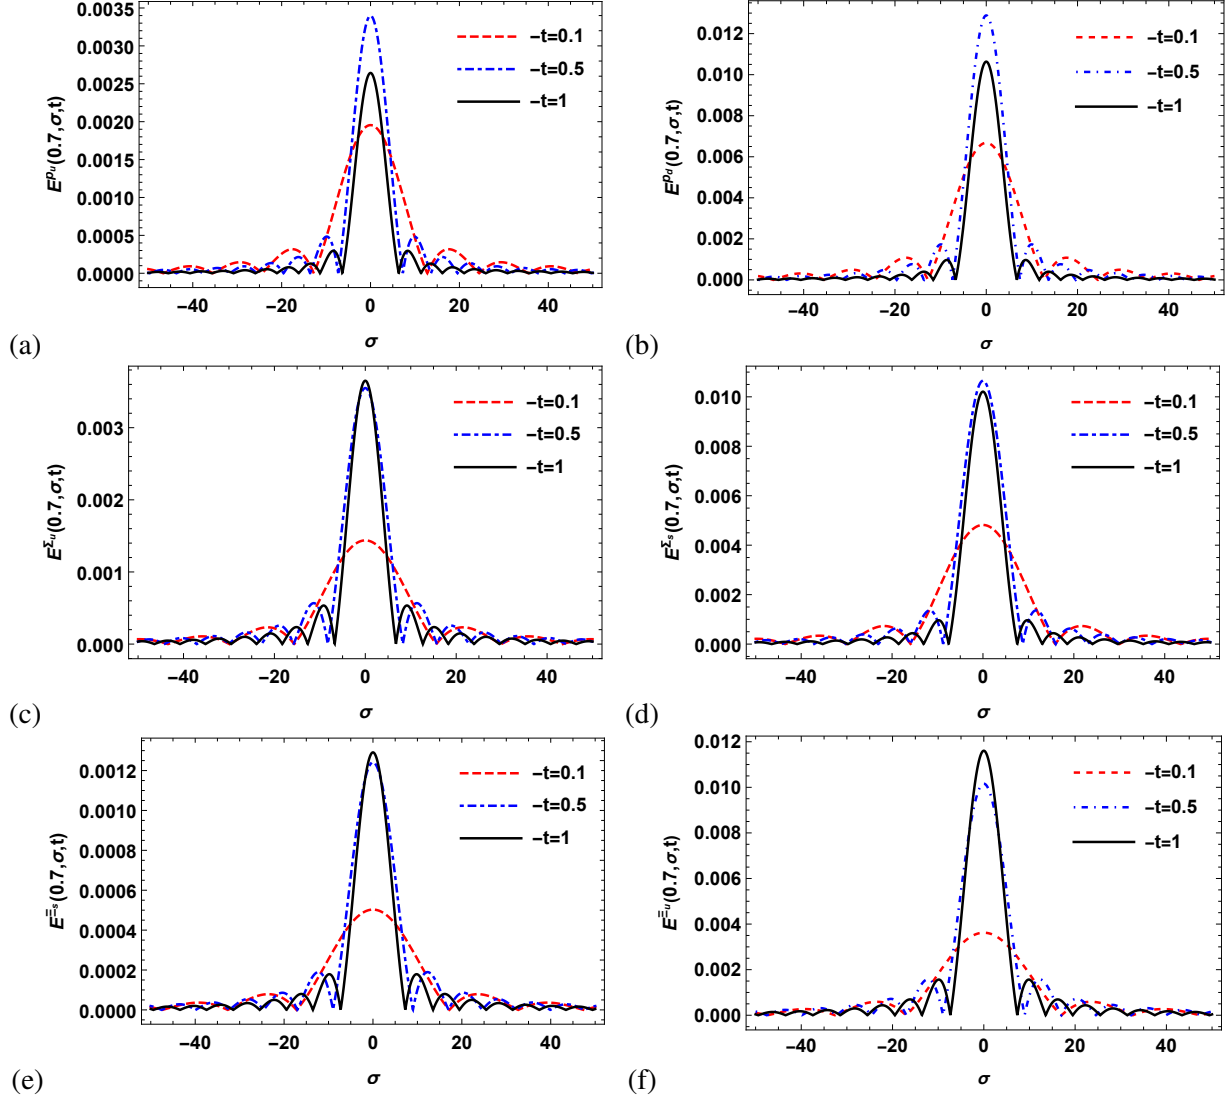 0.0035
0.0030
0.0025
0.0020
0.0015
0.0010
0.0005
0.0000
E^{p_u}(0.7,σ,t)
−t=0.1
−t=0.5
−t=1
−40 −20 0 20 40
σ
(a)
0.012
0.010
0.008
0.006
0.004
0.002
0.000
E^{p_d}(0.7,σ,t)
−t=0.1
−t=0.5
−t=1
−40 −20 0 20 40
σ
(b)
0.003
0.002
0.001
0.000
E^{Σ_u}(0.7,σ,t)
−t=0.1
−t=0.5
−t=1
−40 −20 0 20 40
σ
(c)
0.010
0.008
0.006
0.004
0.002
0.000
E^{Σ_s}(0.7,σ,t)
−t=0.1
−t=0.5
−t=1
−40 −20 0 20 40
σ
(d)
0.0012
0.0010
0.0008
0.0006
0.0004
0.0002
0.0000
E^{Ξ_s}(0.7,σ,t)
−t=0.1
−t=0.5
−t=1
−40 −20 0 20 40
σ
(e)
0.012
0.010
0.008
0.006
0.004
0.002
0.000
E^{Ξ_u}(0.7,σ,t)
−t=0.1
−t=0.5
−t=1
−40 −20 0 20 40
σ
(f)